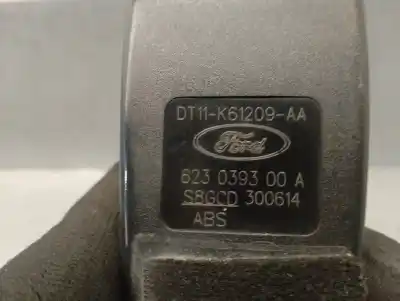 DT11-K61209-AA
Ford
623 0393 00 A
SBGCD 300614
ABS